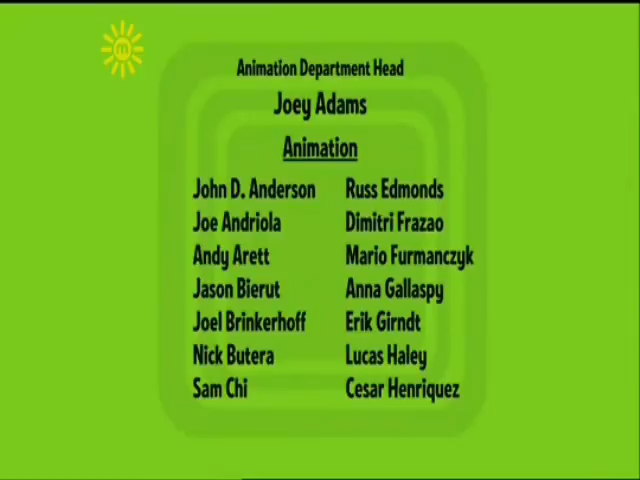 m
Animation Department Head
Joey Adams
Animation
John D. Anderson Russ Edmonds
Joe Andriola Dimitri Frazao
Andy Arett Mario Furmanczyk
Jason Bierut Anna Gallaspy
Joel Brinkerhoff Erik Girndt
Nick Butera Lucas Haley
Sam Chi Cesar Henriquez